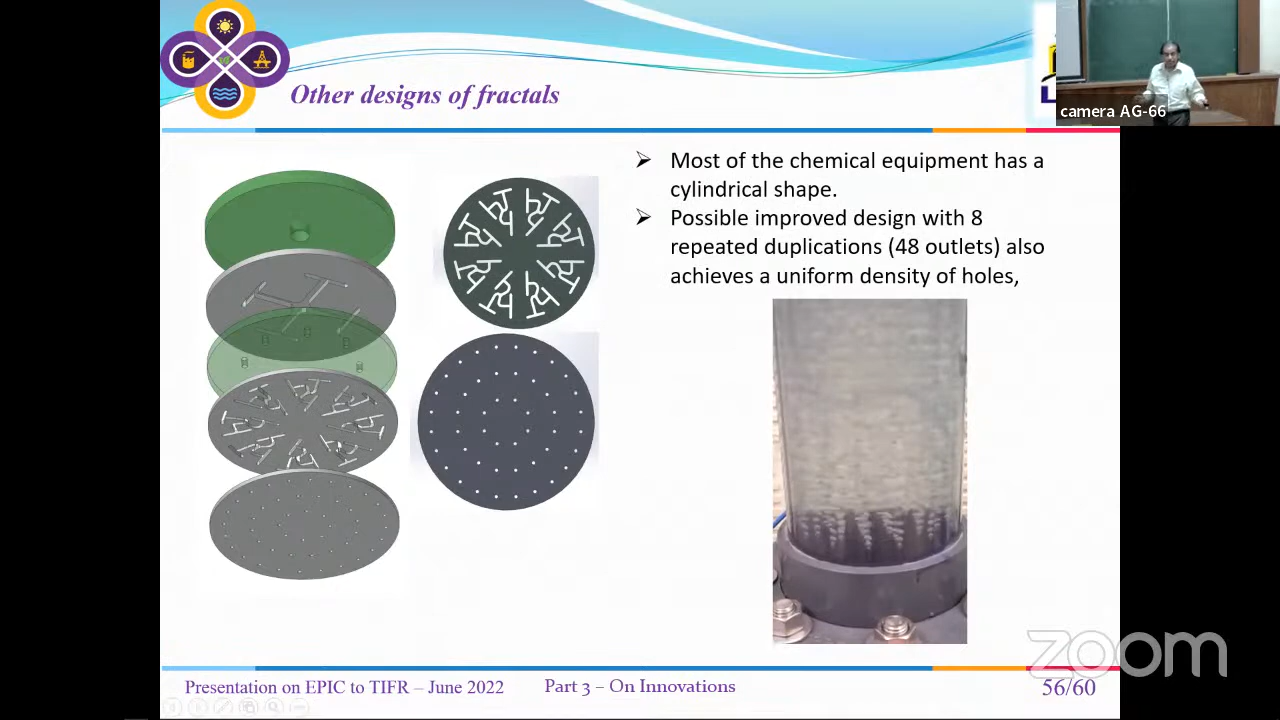 Other designs of fractals
camera AG-66
➢ Most of the chemical equipment has a
cylindrical shape.
➢ Possible improved design with 8
repeated duplications (48 outlets) also
achieves a uniform density of holes,
zoom
Presentation on EPIC to TIFR – June 2022
Part 3 – On Innovations
56/60